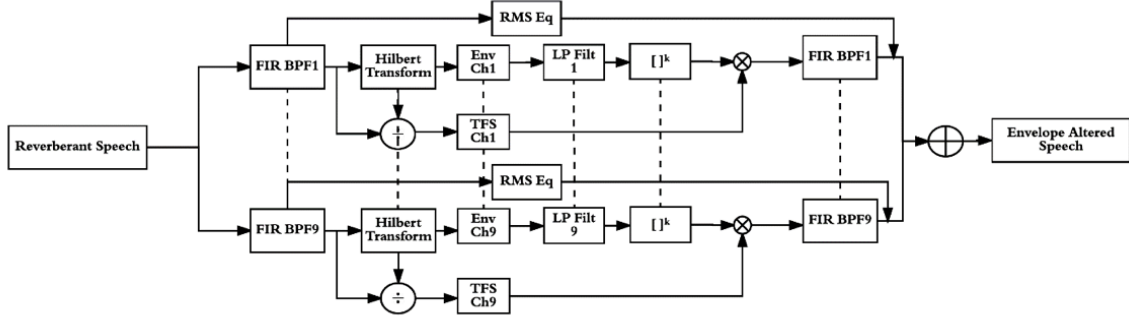 RMS Eq
FIR BPF1
Hilbert
Transform
Env
Ch1
LP Filt
1
[ ]ᵏ
FIR BPF1
÷
TFS
Ch1
Reverberant Speech
Envelope Altered
Speech
RMS Eq
FIR BPF9
Hilbert
Transform
Env
Ch9
LP Filt
9
[ ]ᵏ
FIR BPF9
÷
TFS
Ch9